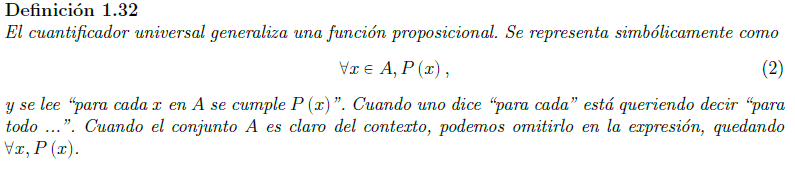 Definición 1.32
El cuantificador universal generaliza una función proposicional. Se representa simbólicamente como
∀x ∈ A, P (x) , (2)
y se lee “para cada x en A se cumple P (x)”. Cuando uno dice “para cada” está queriendo decir “para
todo ...”. Cuando el conjunto A es claro del contexto, podemos omitirlo en la expresión, quedando
∀x, P (x).